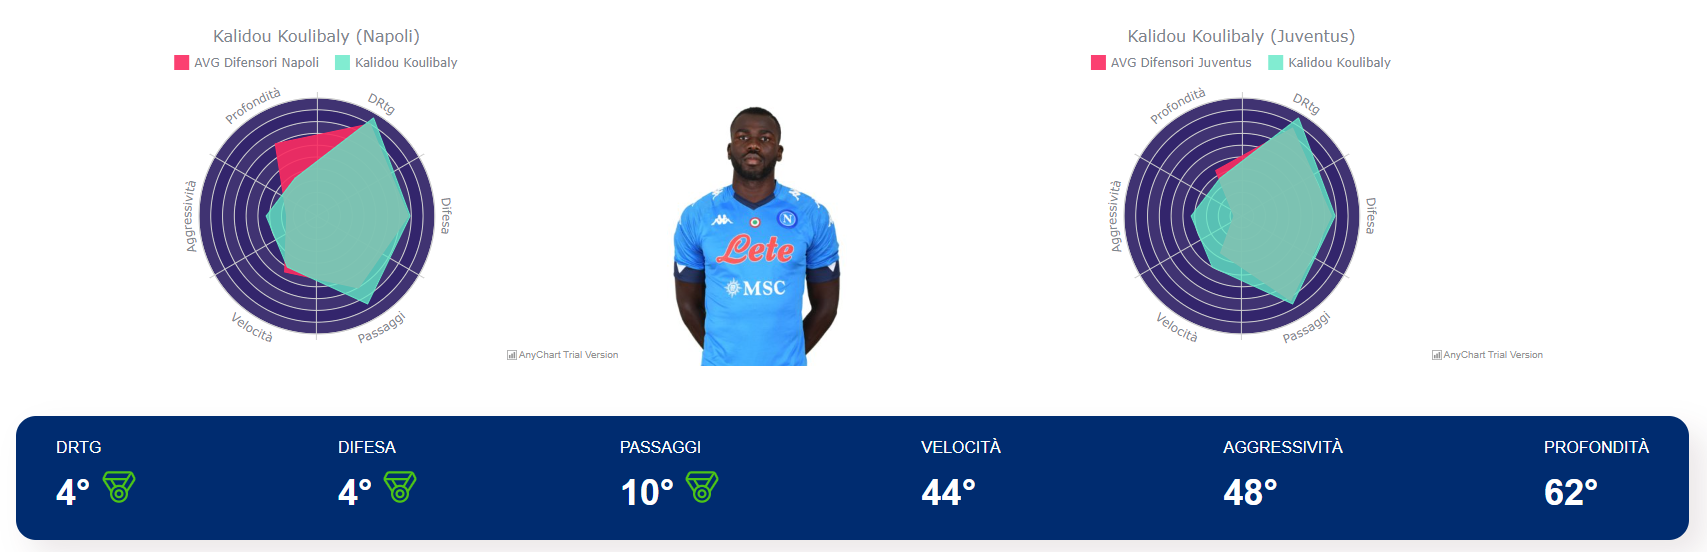 Kalidou Koulibaly (Napoli)
AVG Difensori Napoli
Kalidou Koulibaly
DRtg
Difesa
Passaggi
Velocità
Aggressività
Profondità
AnyChart Trial Version
N
Lete
MSC
Kalidou Koulibaly (Juventus)
AVG Difensori Juventus
Kalidou Koulibaly
DRtg
Difesa
Passaggi
Velocità
Aggressività
Profondità
AnyChart Trial Version
DRTG
4°
DIFESA
4°
PASSAGGI
10°
VELOCITÀ
44°
AGGRESSIVITÀ
48°
PROFONDITÀ
62°